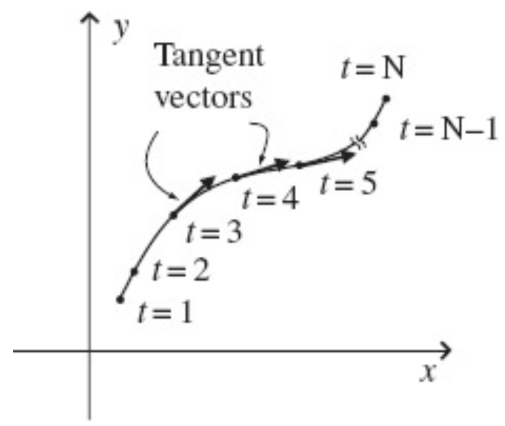 y
Tangent
vectors
t = N
t = N–1
t = 5
t = 4
t = 3
t = 2
t = 1
x